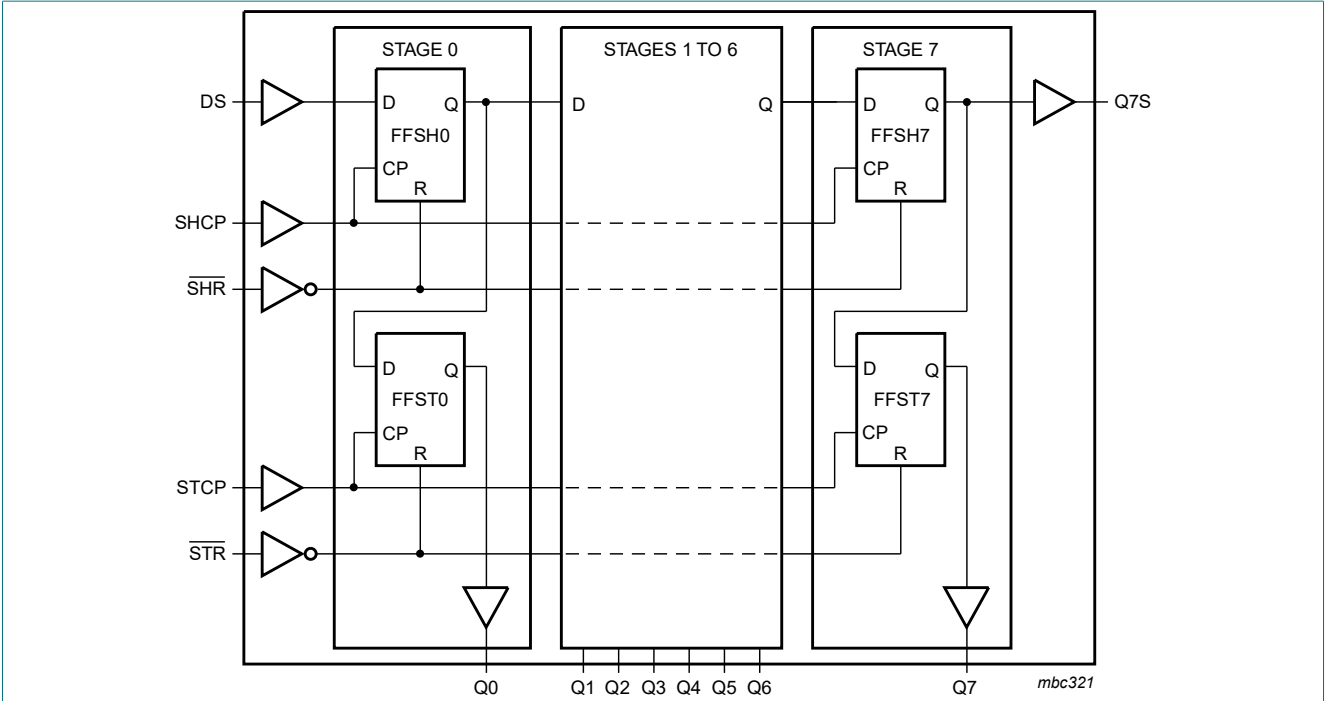 STAGE 0 STAGES 1 TO 6 STAGE 7
DS D Q D Q D Q Q7S
FFSH0 FFSH7
CP CP
R R
SHCP
SHR
D Q D Q
FFST0 FFST7
CP CP
R R
STCP
STR
Q0 Q1 Q2 Q3 Q4 Q5 Q6 Q7 mbc321